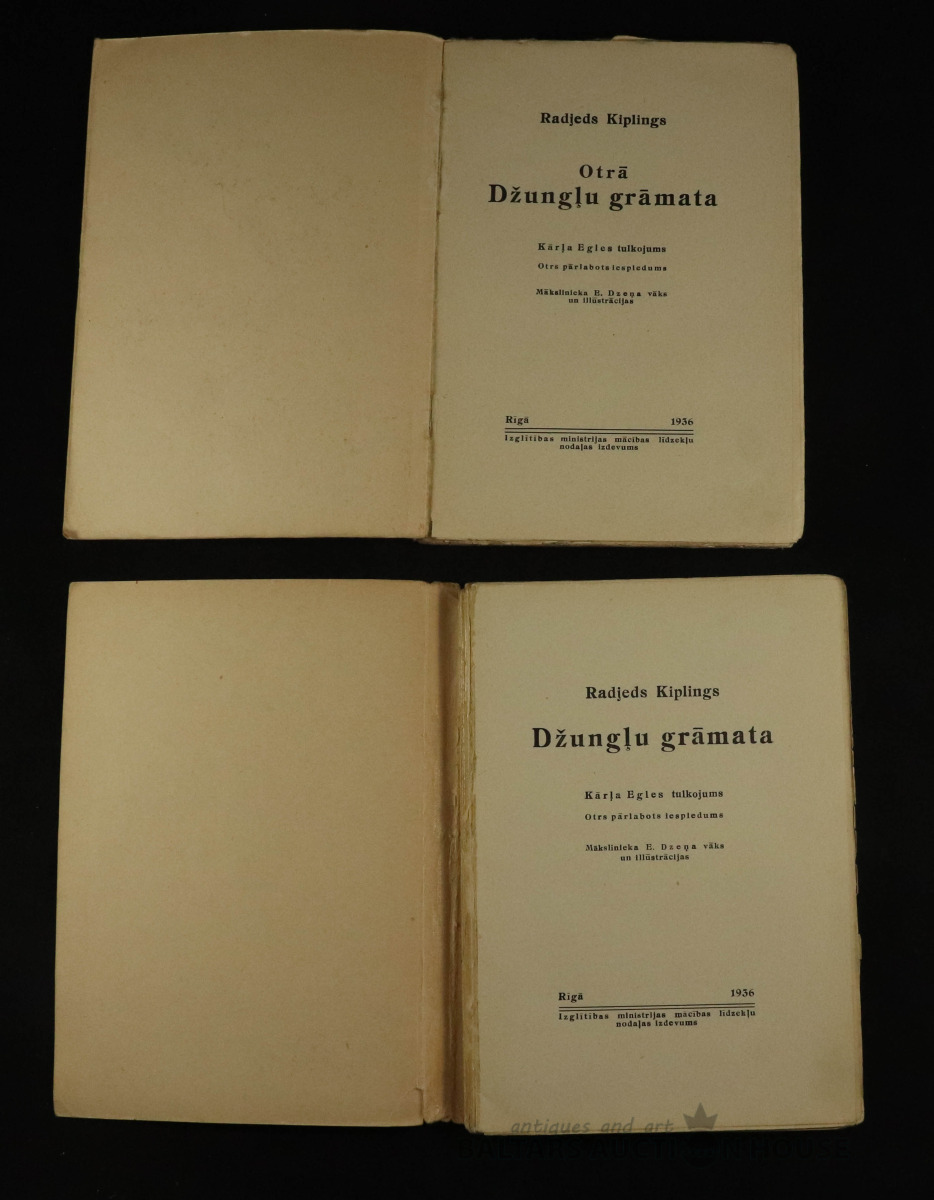 Radjeds Kiplings
Otrā
Džungļu grāmata
Kārļa Egles tulkojums
Otrs pārlabots iespiedums
Mākslinieka E. Dzeņa vāks
un illūstrācijas
Rīgā 1936
Izglītības ministrijas mācības līdzekļu
nodaļas izdevums
Radjeds Kiplings
Džungļu grāmata
Kārļa Egles tulkojums
Otrs pārlabots iespiedums
Mākslinieka E. Dzeņa vāks
un illūstrācijas
Rīgā 1936
Izglītības ministrijas mācības līdzekļu
nodaļas izdevums
antiques and art